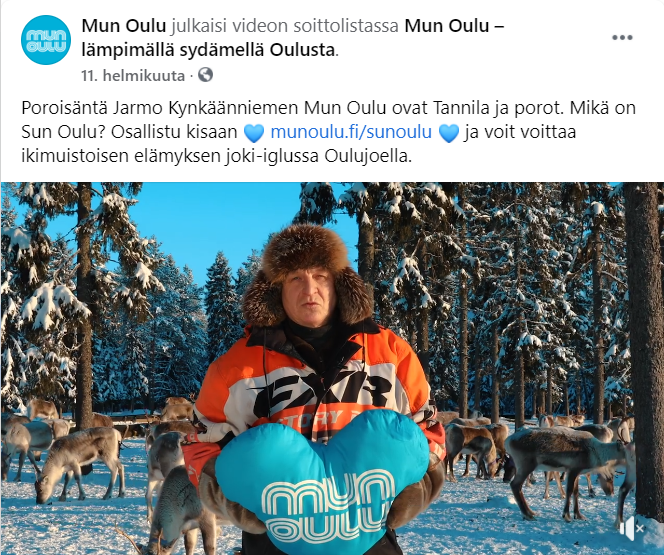 mun
oulu
Mun Oulu julkaisi videon soittolistassa Mun Oulu –
lämpimällä sydämellä Oulusta.
11. helmikuuta ·
Poroisäntä Jarmo Kynkäänniemen Mun Oulu ovat Tannila ja porot. Mikä on
Sun Oulu? Osallistu kisaan 💙 munoulu.fi/sunoulu 💙 ja voit voittaa
ikimuistoisen elämyksen joki-iglussa Oulujoella.
FXR
mun
oulu